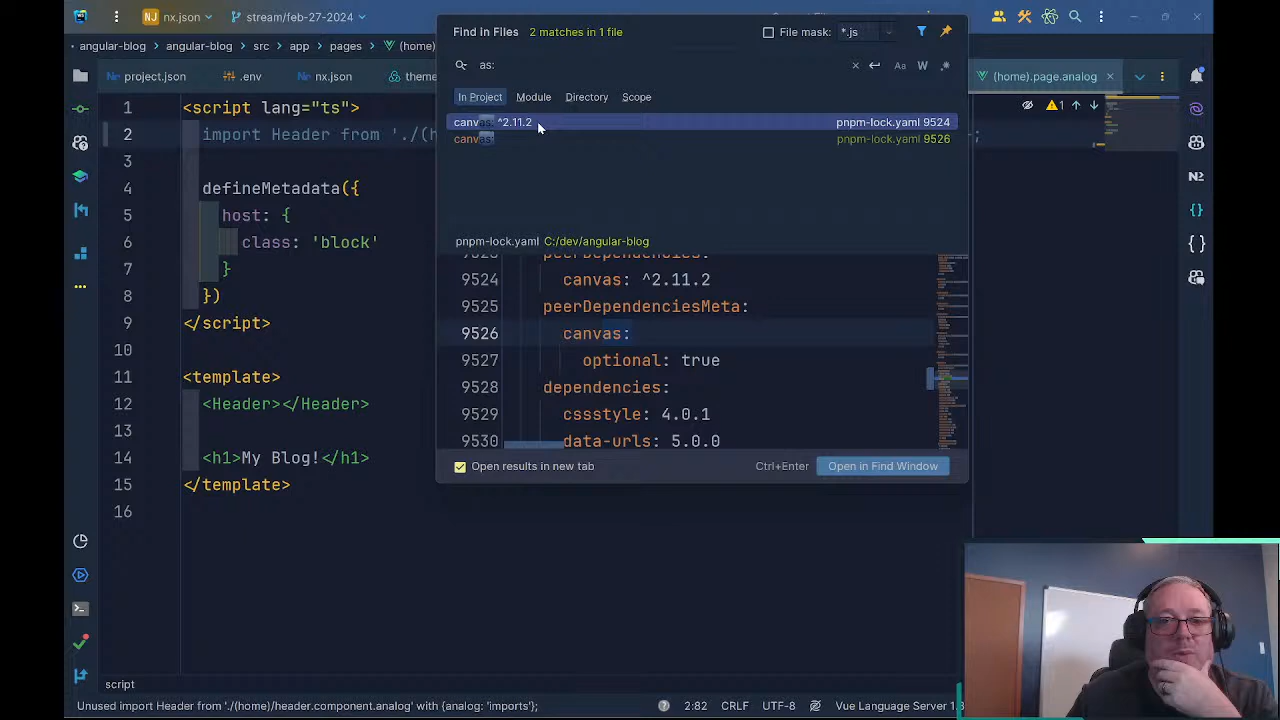 nx.json
stream/feb-27-2024
angular-blog
angular-blog
src
app
pages
(home)
project.json
.env
nx.json
theme
(home).page.analog
1
1 <script lang="ts">
2 import Header from './(h
;
3
4 defineMetadata({
5 host: {
6 class: 'block'
7 }
8 })
9 </script>
10
11 <template>
12 <Header></Header>
13
14 <h1>My Blog!</h1>
15 </template>
16
Find in Files
2 matches in 1 file
File mask:
*.js
as:
Aa
W
.*
In Project
Module
Directory
Scope
canvas: ^2.11.2
pnpm-lock.yaml 9524
canvas:
pnpm-lock.yaml 9526
pnpm-lock.yaml C:/dev/angular-blog
peerDependencies:
9524 canvas: ^2.11.2
9525 peerDependenciesMeta:
9526 canvas:
9527 optional: true
9528 dependencies:
9529 cssstyle: 4.0.1
9530 data-urls: 5.0.0
Open results in new tab
Ctrl+Enter
Open in Find Window
N2
script
Unused import Header from './(home)/header.component.analog' with {analog: 'imports'};
2:82
CRLF
UTF-8
Vue Language Server